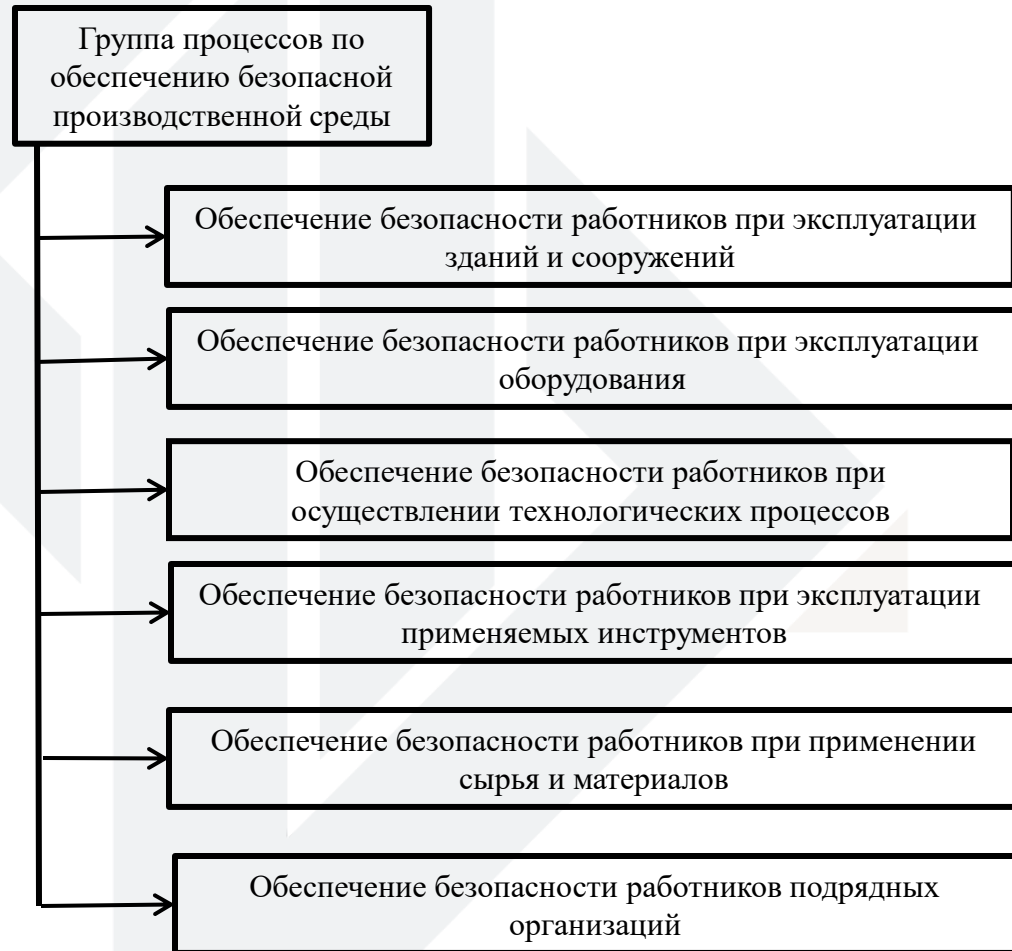 Группа процессов по
обеспечению безопасной
производственной среды
Обеспечение безопасности работников при эксплуатации
зданий и сооружений
Обеспечение безопасности работников при эксплуатации
оборудования
Обеспечение безопасности работников при
осуществлении технологических процессов
Обеспечение безопасности работников при эксплуатации
применяемых инструментов
Обеспечение безопасности работников при применении
сырья и материалов
Обеспечение безопасности работников подрядных
организаций